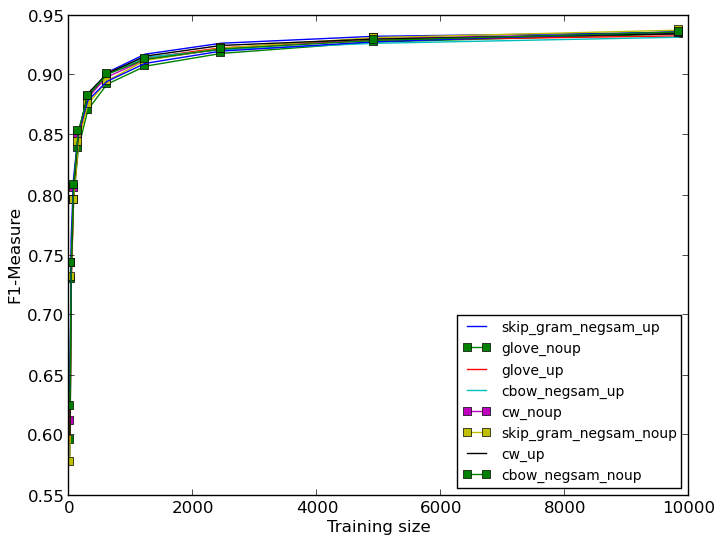 0.95
0.90
0.85
0.80
0.75
0.70
0.65
0.60
0.55
F1-Measure
skip_gram_negsam_up
glove_noup
glove_up
cbow_negsam_up
cw_noup
skip_gram_negsam_noup
cw_up
cbow_negsam_noup
0 2000 4000 6000 8000 10000
Training size